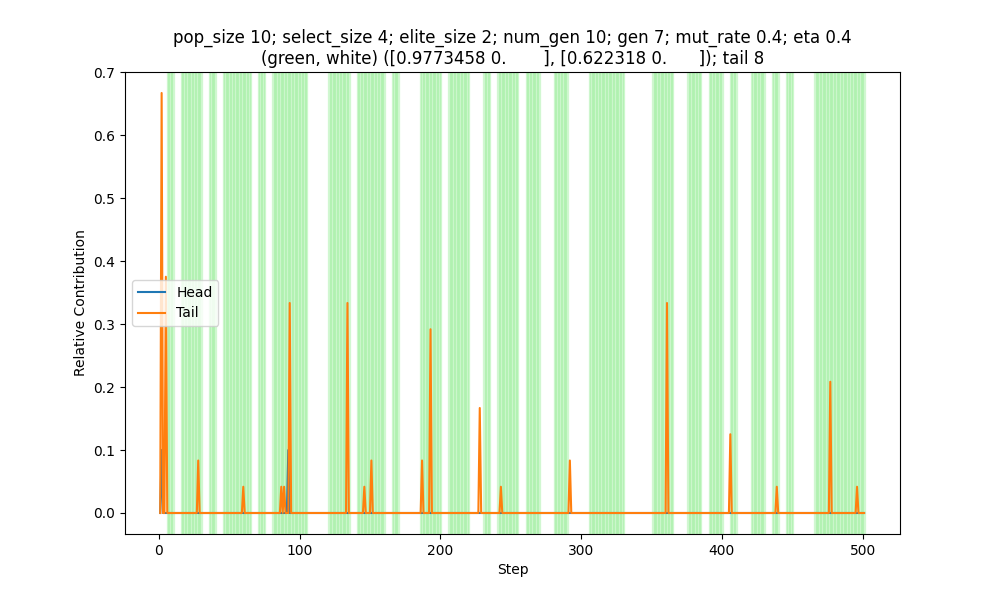 pop_size 10; select_size 4; elite_size 2; num_gen 10; gen 7; mut_rate 0.4; eta 0.4
(green, white) ([0.9773458 0.       ], [0.622318 0.       ]); tail 8
0.7
0.6
0.5
0.4
0.3
0.2
0.1
0.0
Relative Contribution
Head
Tail
0 100 200 300 400 500
Step